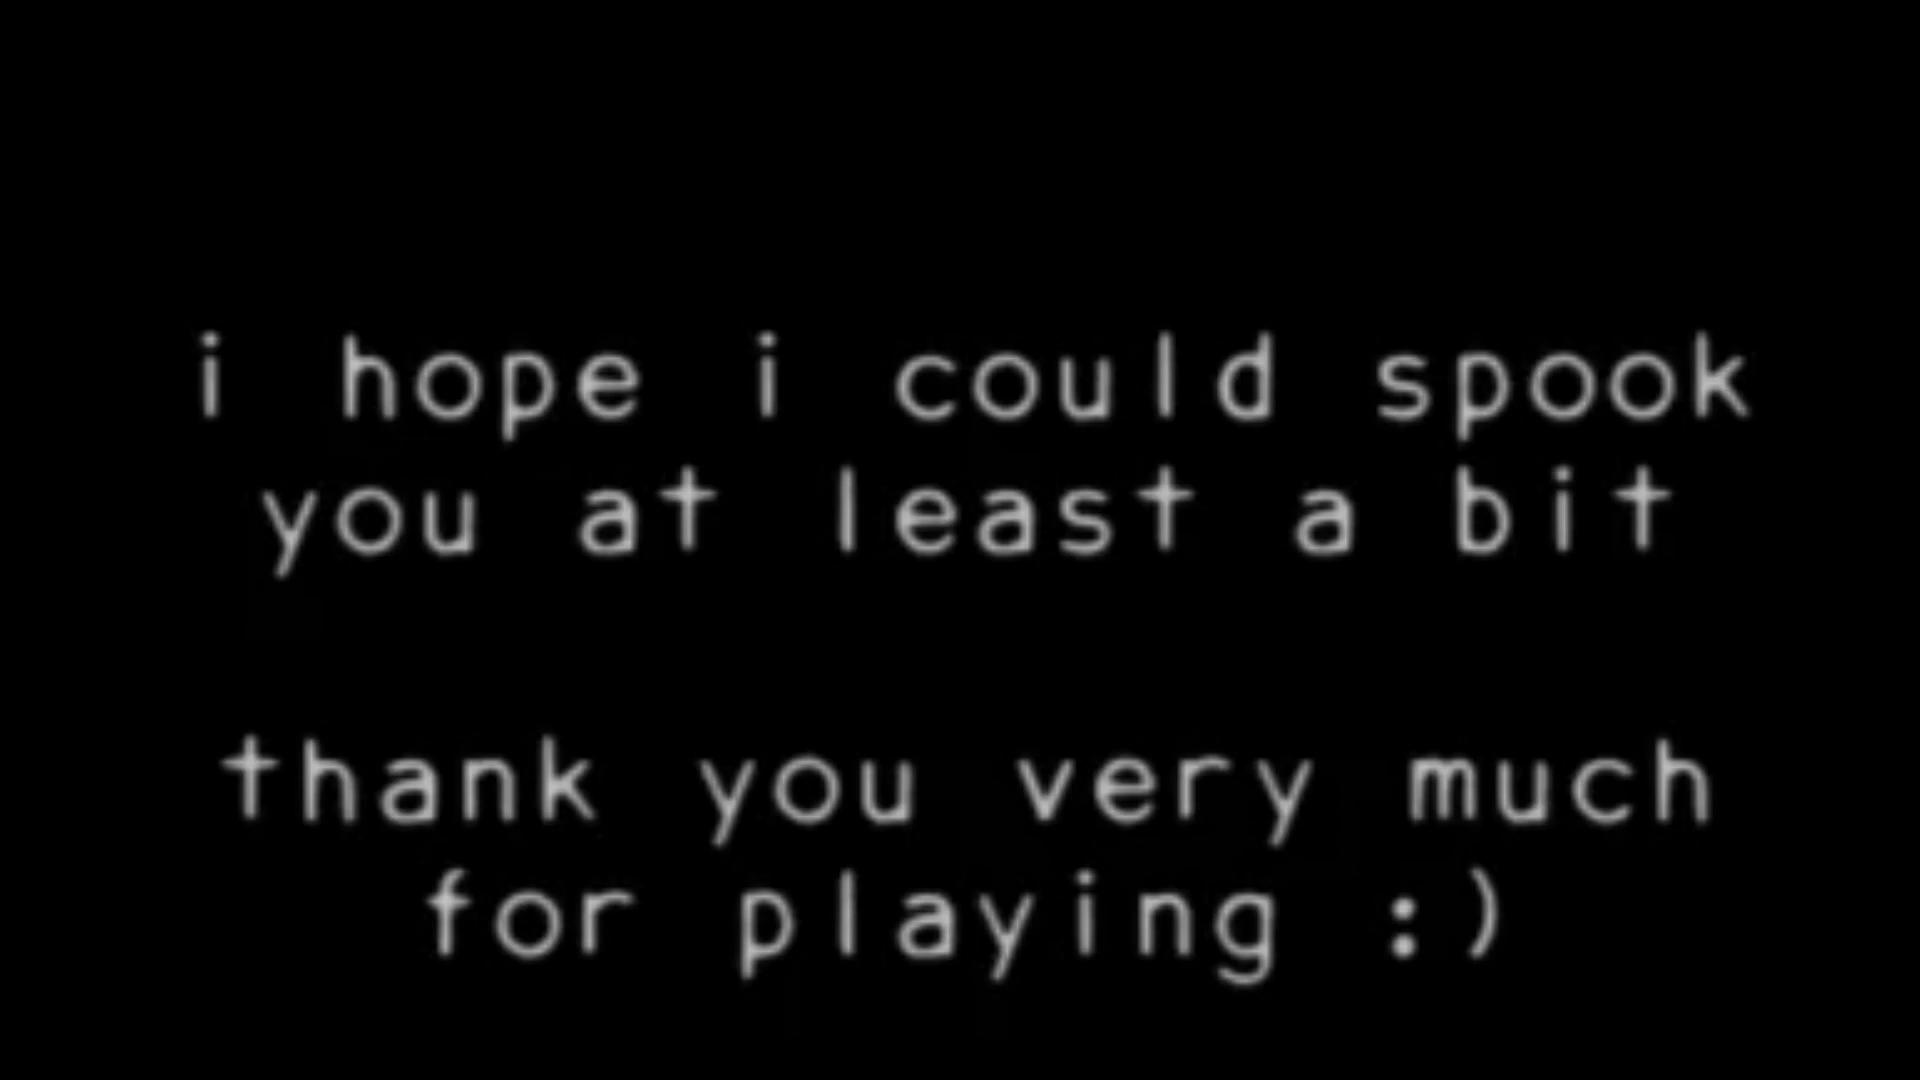 i hope i could spook
you at least a bit
thank you very much
for playing :)